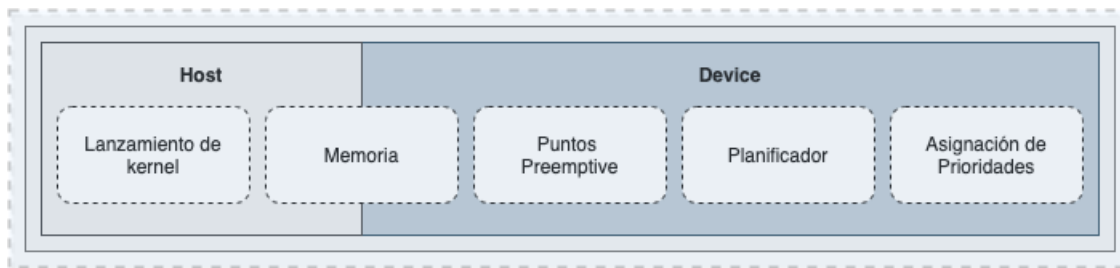 Host
Device
Lanzamiento de
kernel
Memoria
Puntos
Preemptive
Planificador
Asignación de
Prioridades